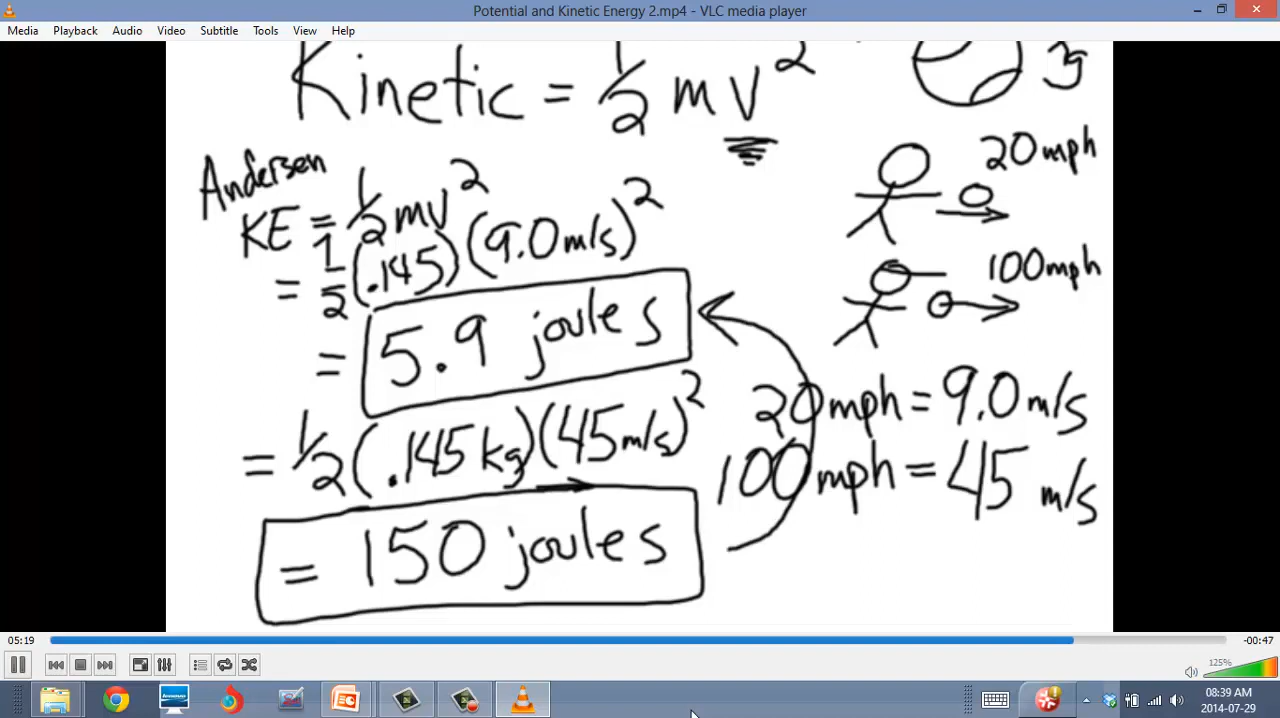 Potential and Kinetic Energy 2.mp4 - VLC media player
Media Playback Audio Video Subtitle Tools View Help
Kinetic = 1/2 mv²
Andersen
KE = 1/2 mv²
= 1/2 (.145) (9.0 m/s)²
= 5.9 joules
= 1/2 (.145 kg) (45 m/s)²
= 150 joules
20 mph
100 mph
20 mph = 9.0 m/s
100 mph = 45 m/s
05:19
-00:47
125%
08:39 AM
2014-07-29